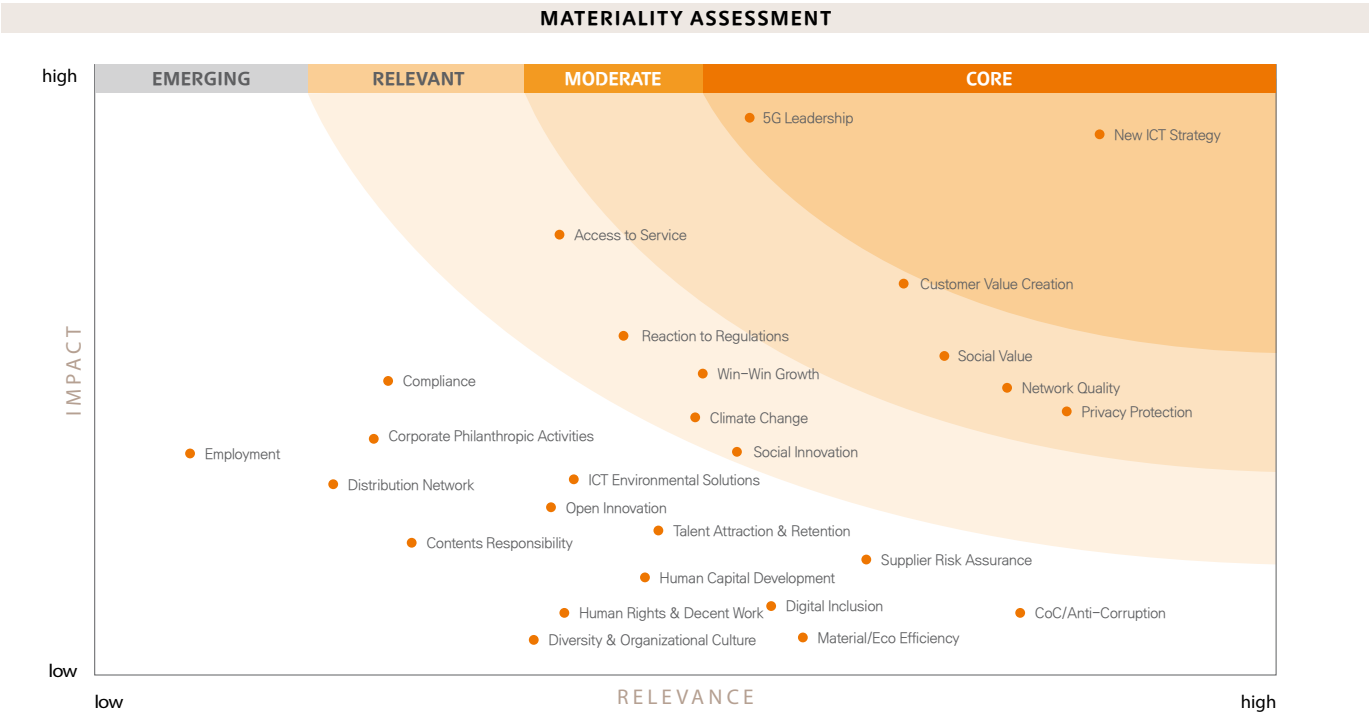 MATERIALITY ASSESSMENT
high
EMERGING
RELEVANT
MODERATE
CORE
5G Leadership
New ICT Strategy
Access to Service
Customer Value Creation
Reaction to Regulations
Social Value
Win-Win Growth
Compliance
Network Quality
Privacy Protection
Climate Change
Corporate Philanthropic Activities
Employment
Social Innovation
ICT Environmental Solutions
Distribution Network
Open Innovation
Talent Attraction & Retention
Contents Responsibility
Supplier Risk Assurance
Human Capital Development
Digital Inclusion
Human Rights & Decent Work
CoC/Anti-Corruption
Diversity & Organizational Culture
Material/Eco Efficiency
IMPACT
low
low
RELEVANCE
high